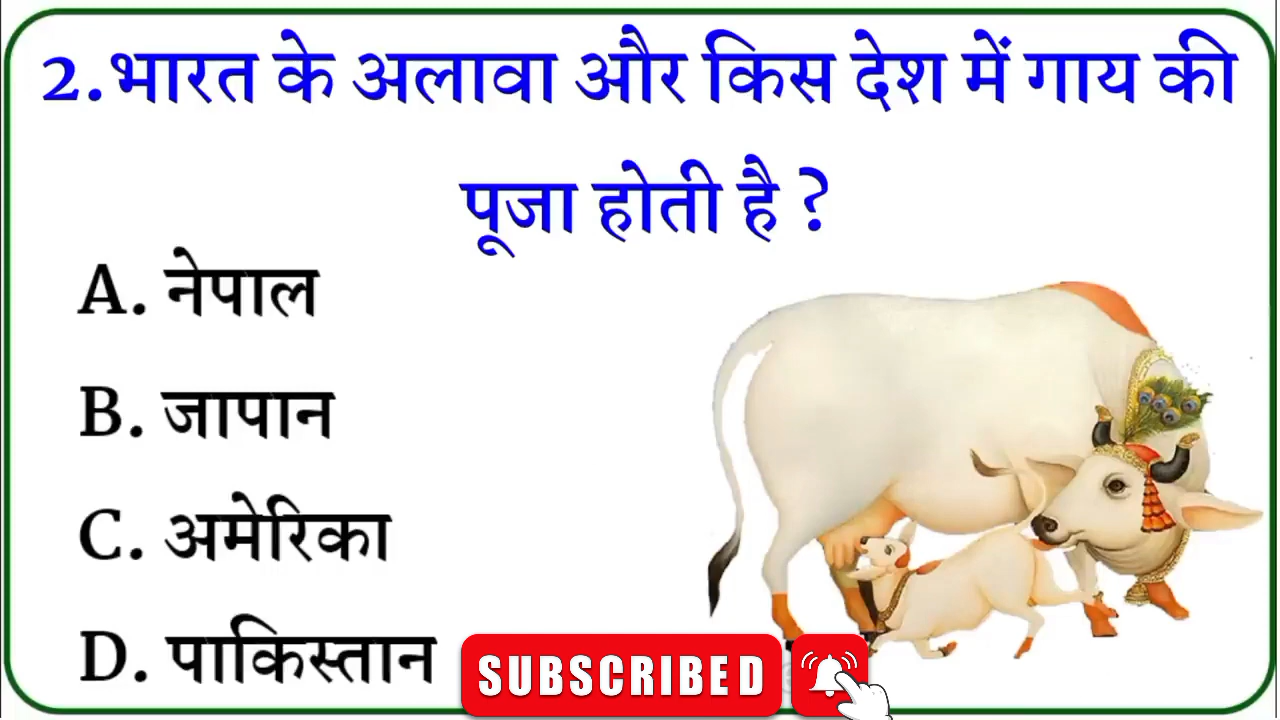 2.भारत के अलावा और किस देश में गाय की
पूजा होती है ?
A. नेपाल
B. जापान
C. अमेरिका
D. पाकिस्तान
SUBSCRIBED